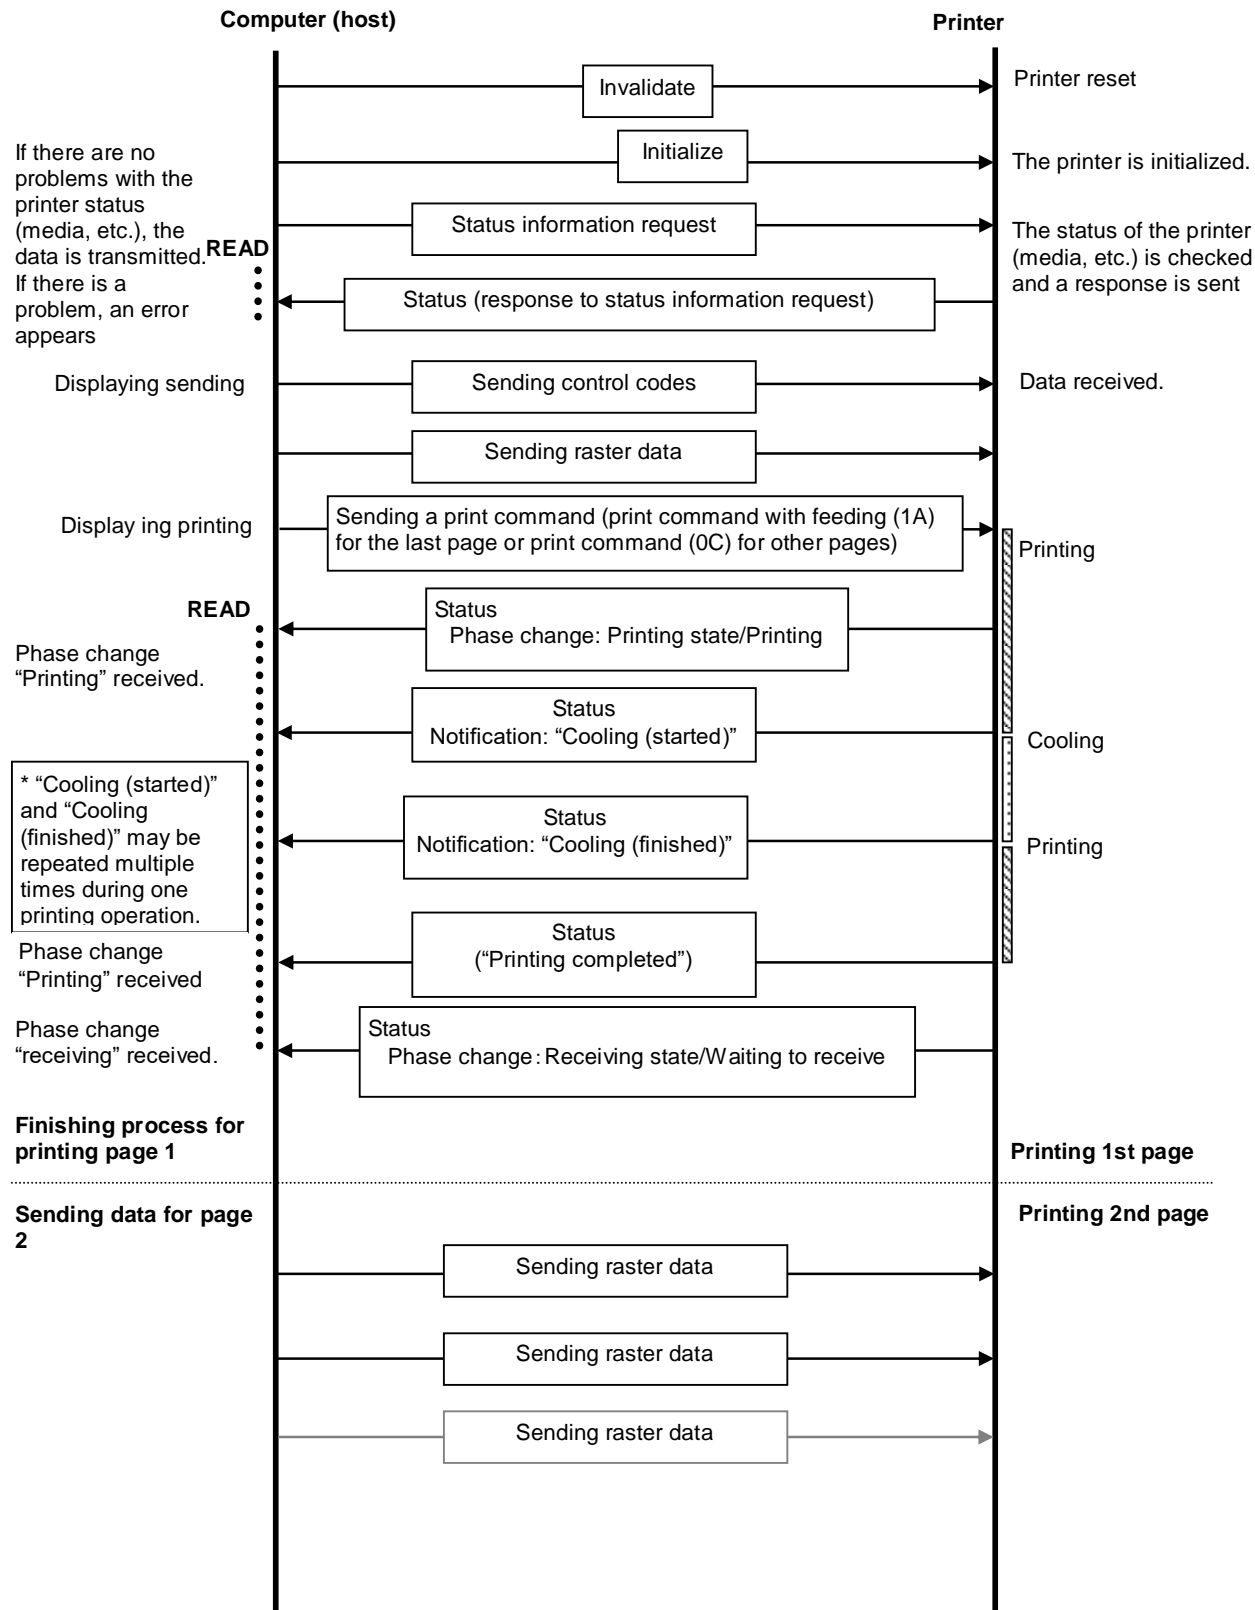 Computer (host)
Printer
Invalidate
Printer reset
If there are no
problems with the
printer status
(media, etc.), the
data is transmitted.
If there is a
problem, an error
appears
Initialize
The printer is initialized.
READ
Status information request
The status of the printer
(media, etc.) is checked
and a response is sent
Status (response to status information request)
Displaying sending
Sending control codes
Data received.
Sending raster data
Display ing printing
Sending a print command (print command with feeding (1A)
for the last page or print command (0C) for other pages)
Printing
READ
Status
Phase change: Printing state/Printing
Phase change
“Printing” received.
Status
Notification: “Cooling (started)”
Cooling
* “Cooling (started)”
and “Cooling
(finished)” may be
repeated multiple
times during one
printing operation.
Status
Notification: “Cooling (finished)”
Printing
Status
(“Printing completed”)
Phase change
“Printing” received
Phase change
“receiving” received.
Status
Phase change: Receiving state/Waiting to receive
Finishing process for
printing page 1
Printing 1st page
Sending data for page
2
Printing 2nd page
Sending raster data
Sending raster data
Sending raster data